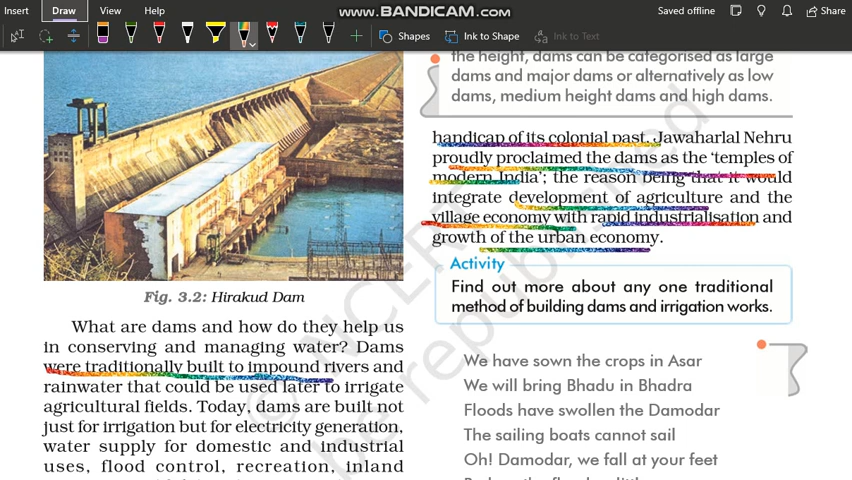 Insert Draw View Help
WWW.BANDICAM.COM
Saved offline
Share
Shapes
Ink to Shape
Ink to Text
Fig. 3.2: Hirakud Dam
What are dams and how do they help us
in conserving and managing water? Dams
were traditionally built to impound rivers and
rainwater that could be used later to irrigate
agricultural fields. Today, dams are built not
just for irrigation but for electricity generation,
water supply for domestic and industrial
uses, flood control, recreation, inland
the height, dams can be categorised as large
dams and major dams or alternatively as low
dams, medium height dams and high dams.
handicap of its colonial past. Jawaharlal Nehru
proudly proclaimed the dams as the ‘temples of
modern India’; the reason being that it would
integrate development of agriculture and the
village economy with rapid industrialisation and
growth of the urban economy.
Activity
Find out more about any one traditional
method of building dams and irrigation works.
We have sown the crops in Asar
We will bring Bhadu in Bhadra
Floods have swollen the Damodar
The sailing boats cannot sail
Oh! Damodar, we fall at your feet
© NCERT
be republished